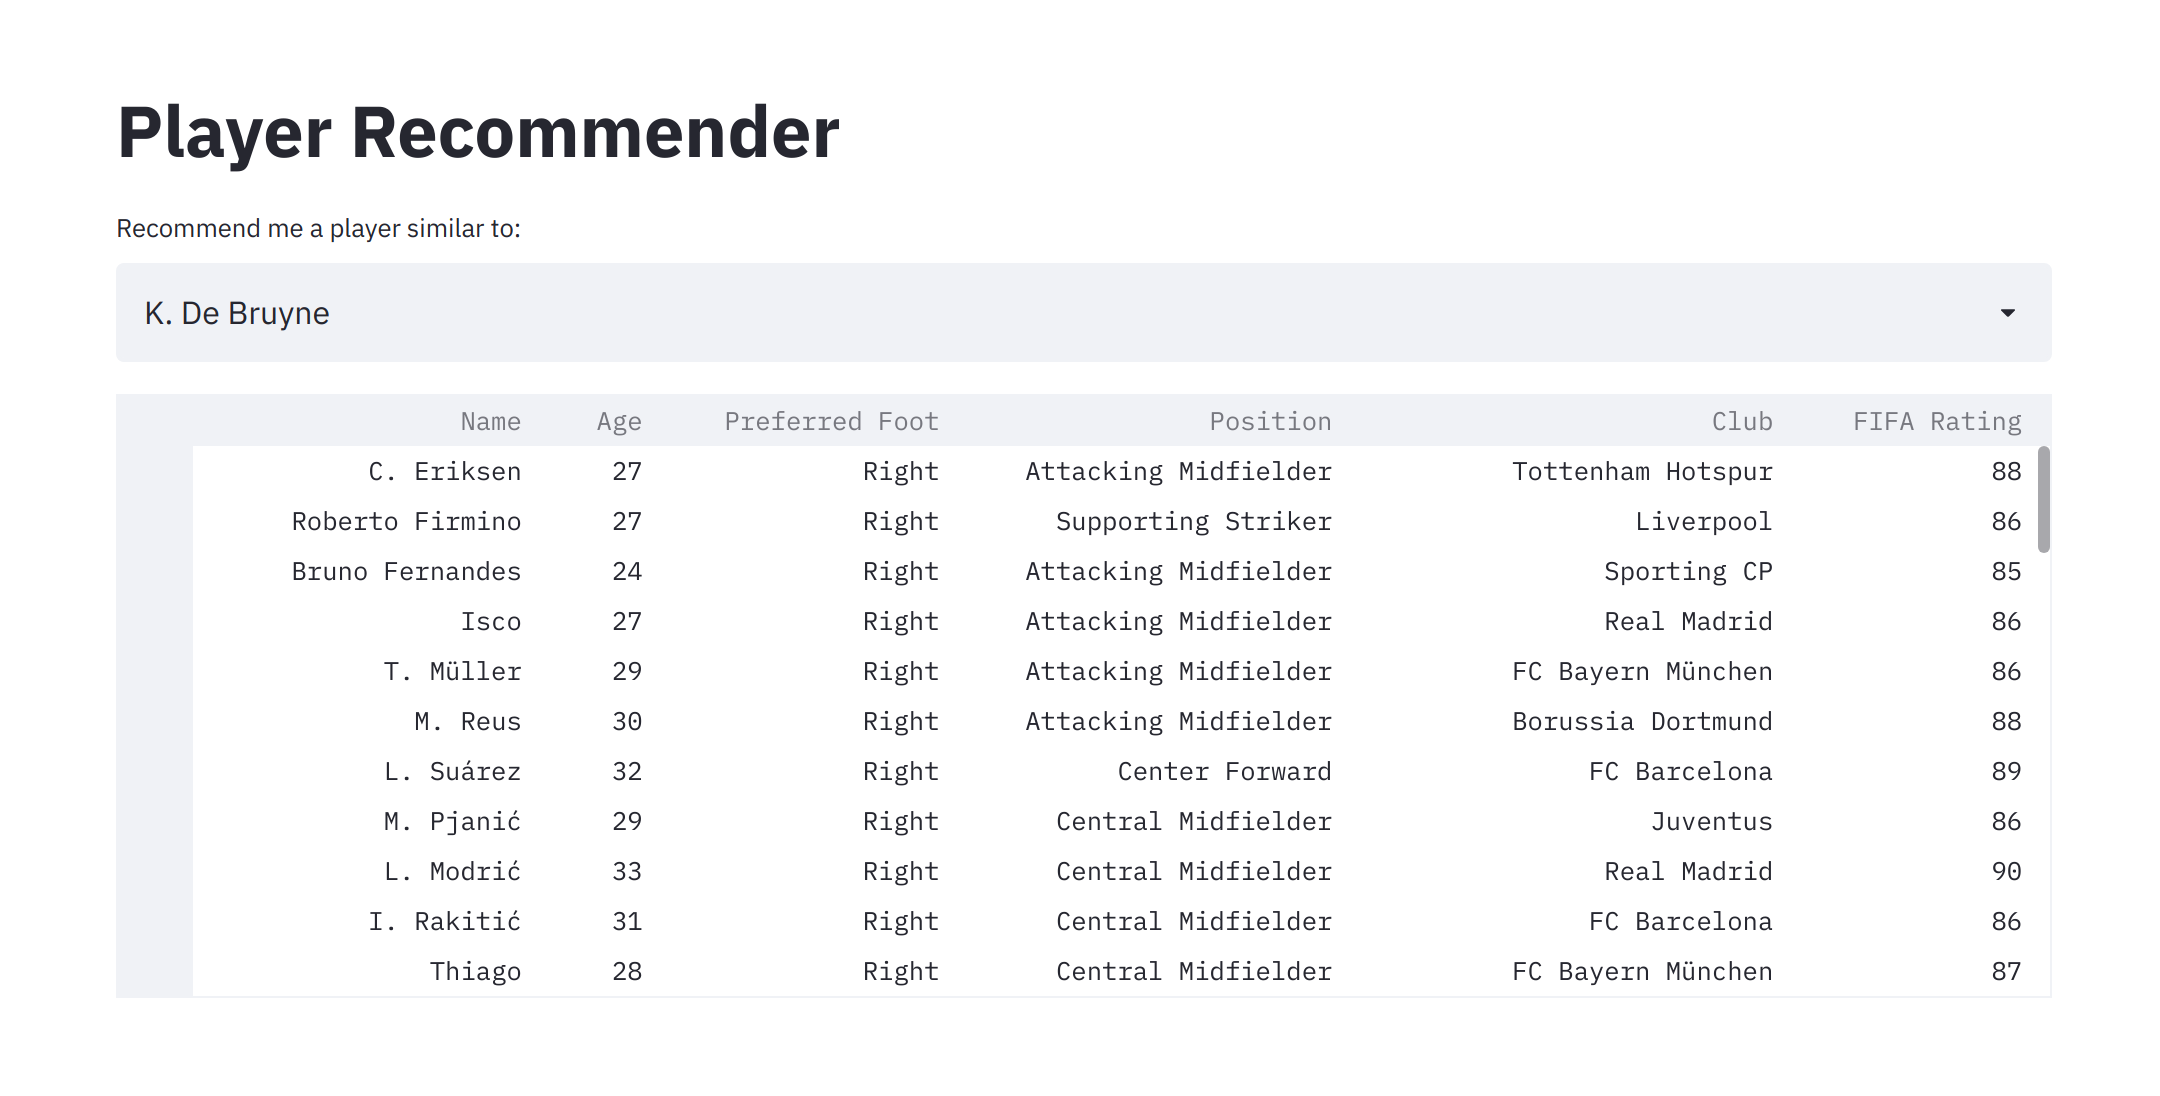 Player Recommender
Recommend me a player similar to:
K. De Bruyne
Name Age Preferred Foot Position Club FIFA Rating
C. Eriksen 27 Right Attacking Midfielder Tottenham Hotspur 88
Roberto Firmino 27 Right Supporting Striker Liverpool 86
Bruno Fernandes 24 Right Attacking Midfielder Sporting CP 85
Isco 27 Right Attacking Midfielder Real Madrid 86
T. Müller 29 Right Attacking Midfielder FC Bayern München 86
M. Reus 30 Right Attacking Midfielder Borussia Dortmund 88
L. Suárez 32 Right Center Forward FC Barcelona 89
M. Pjanić 29 Right Central Midfielder Juventus 86
L. Modrić 33 Right Central Midfielder Real Madrid 90
I. Rakitić 31 Right Central Midfielder FC Barcelona 86
Thiago 28 Right Central Midfielder FC Bayern München 87